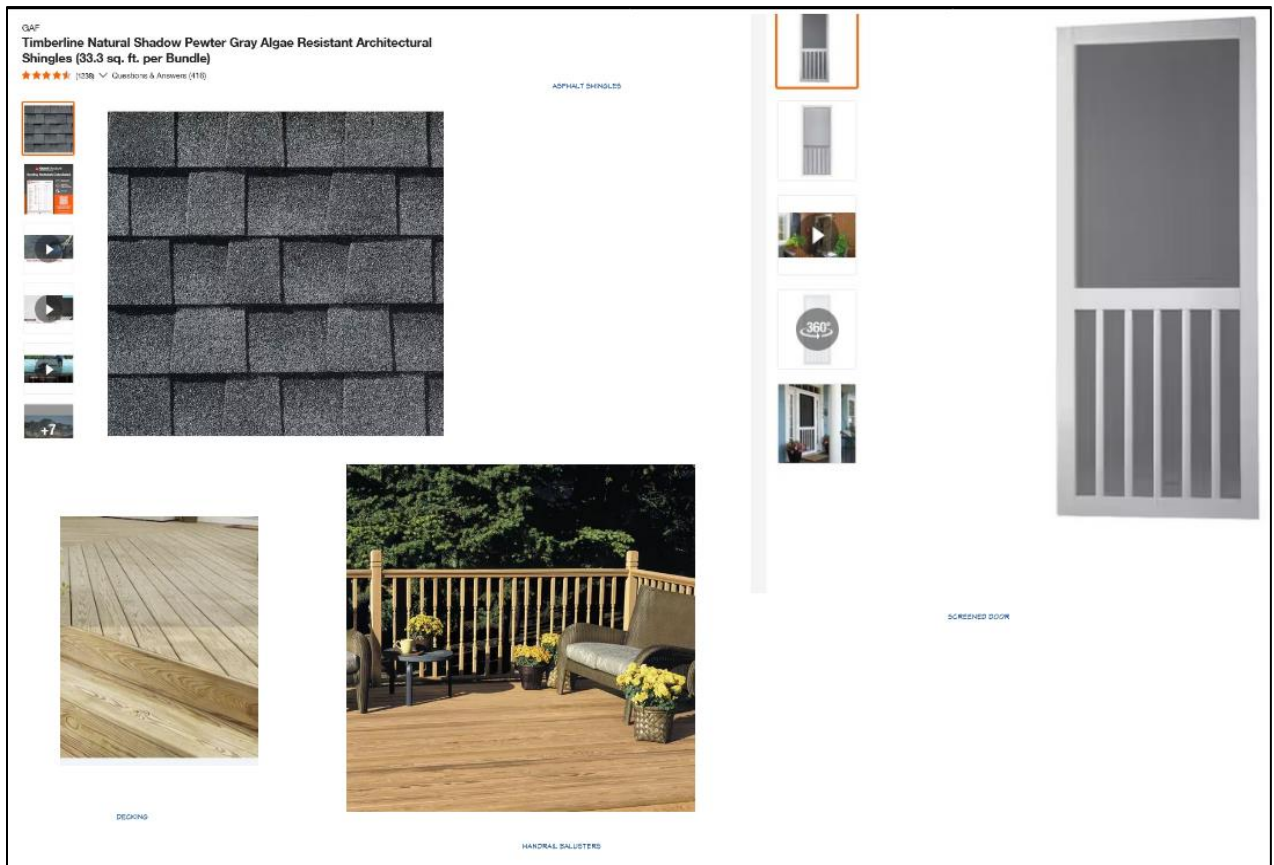 GAF
Timberline Natural Shadow Pewter Gray Algae Resistant Architectural
Shingles (33.3 sq. ft. per Bundle)
(1238) Questions & Answers (416)
ASPHALT SHINGLES
+7
360°
SCREENED DOOR
DECKING
HANDRAIL BALUSTERS